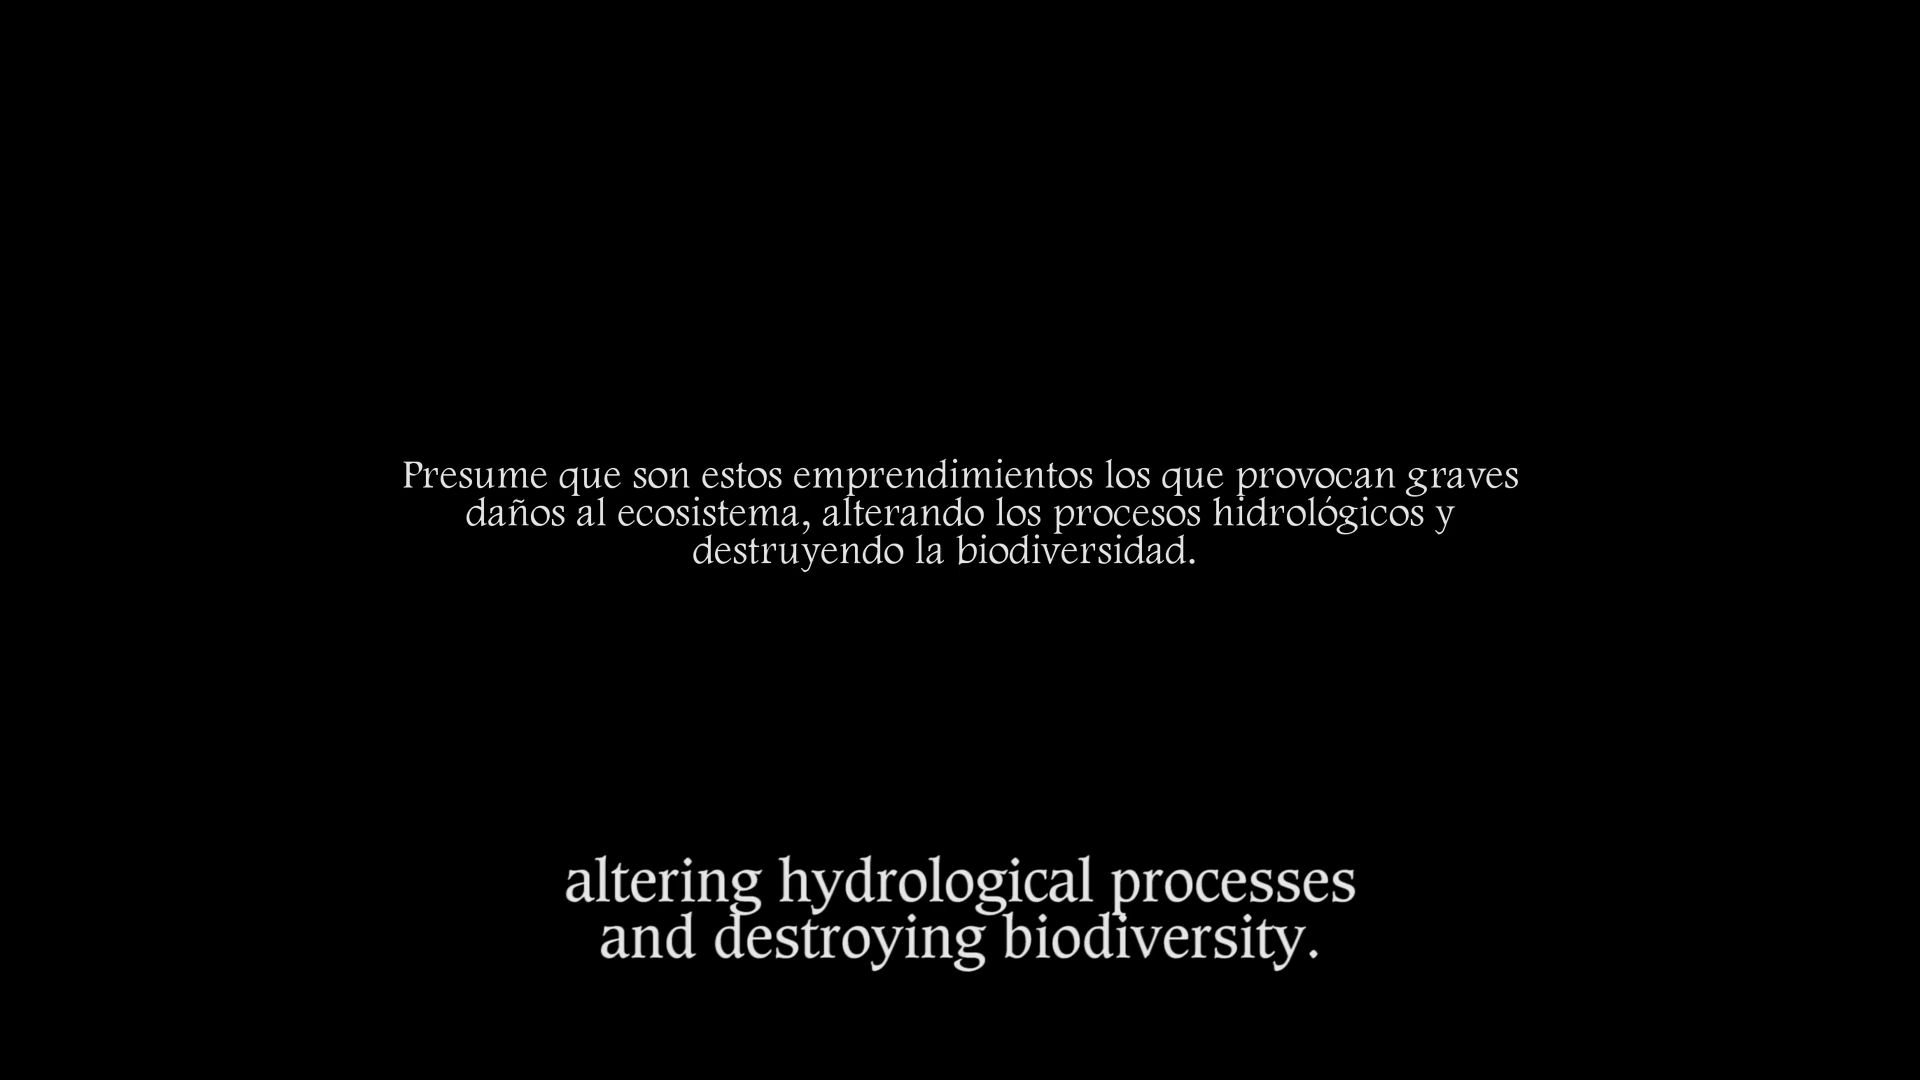 Presume que son estos emprendimientos los que provocan graves
daños al ecosistema, alterando los procesos hidrológicos y
destruyendo la biodiversidad.
altering hydrological processes
and destroying biodiversity.